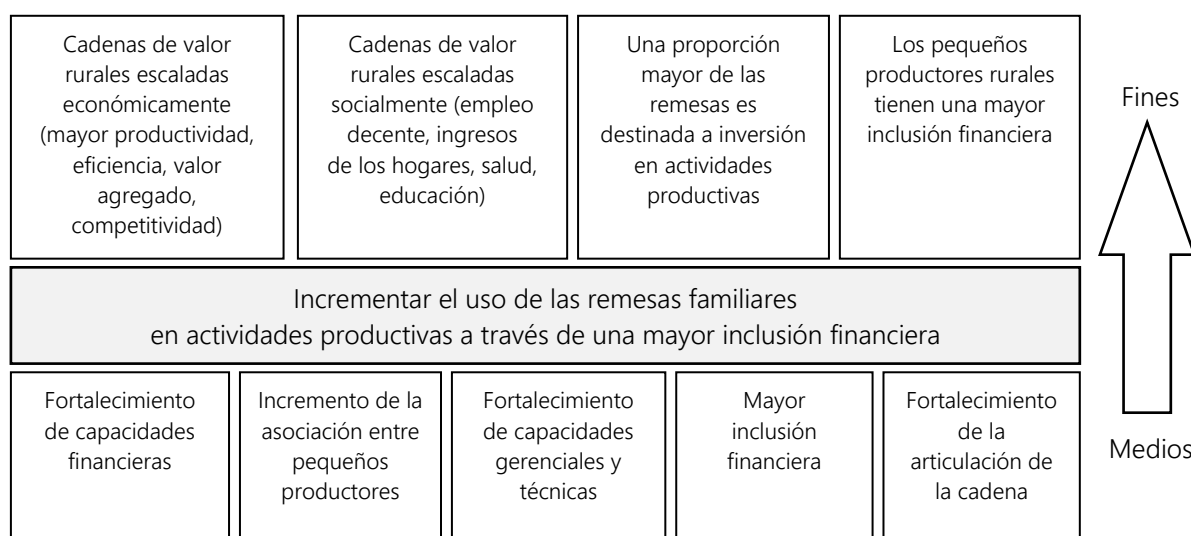 Cadenas de valor
rurales escaladas
económicamente
(mayor productividad,
eficiencia, valor
agregado,
competitividad)
Cadenas de valor
rurales escaladas
socialmente (empleo
decente, ingresos
de los hogares, salud,
educación)
Una proporción
mayor de las
remesas es
destinada a inversión
en actividades
productivas
Los pequeños
productores rurales
tienen una mayor
inclusión financiera
Fines
Incrementar el uso de las remesas familiares
en actividades productivas a través de una mayor inclusión financiera
Fortalecimiento
de capacidades
financieras
Incremento de la
asociación entre
pequeños
productores
Fortalecimiento
de capacidades
gerenciales y
técnicas
Mayor
inclusión
financiera
Fortalecimiento
de la
articulación de
la cadena
Medios